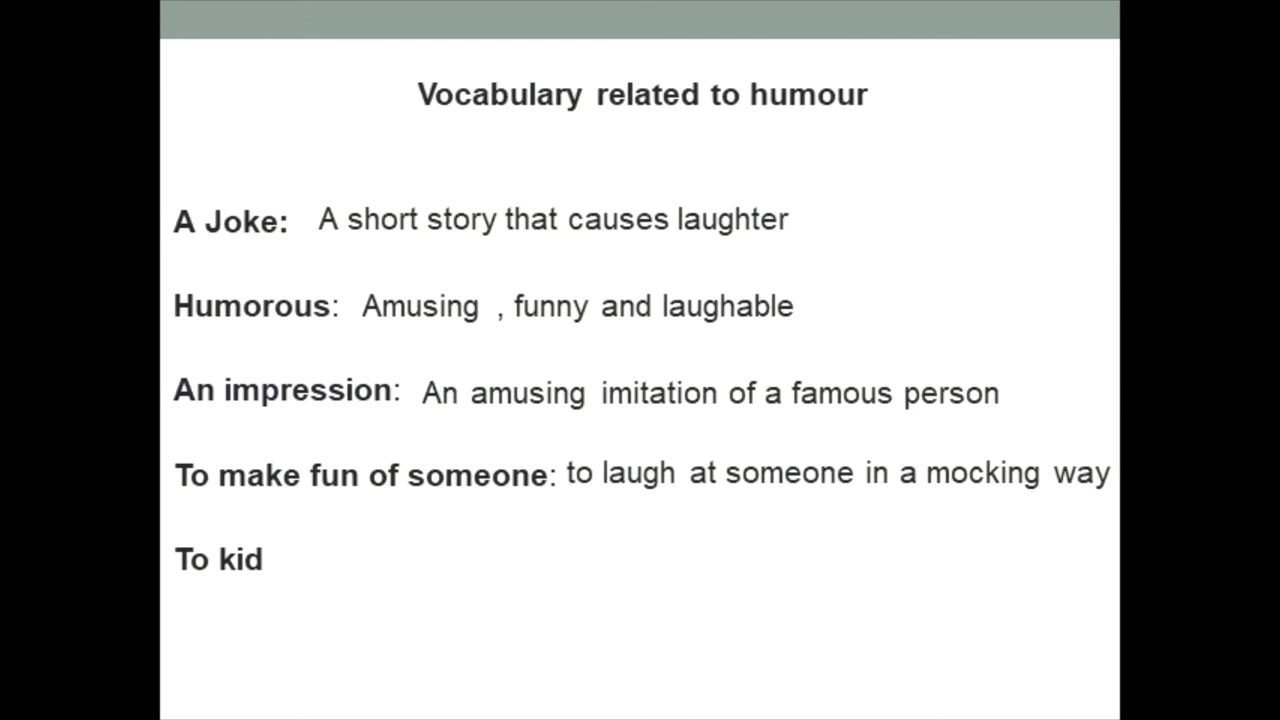 Vocabulary related to humour
A Joke: A short story that causes laughter
Humorous: Amusing , funny and laughable
An impression: An amusing imitation of a famous person
To make fun of someone: to laugh at someone in a mocking way
To kid